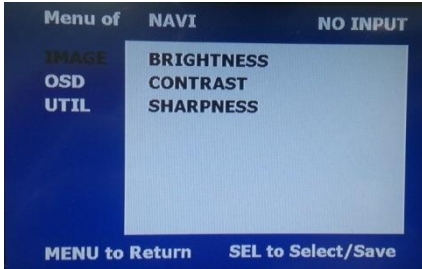 Menu of NAVI NO INPUT
IMAGE BRIGHTNESS
OSD CONTRAST
UTIL SHARPNESS
MENU to Return SEL to Select/Save